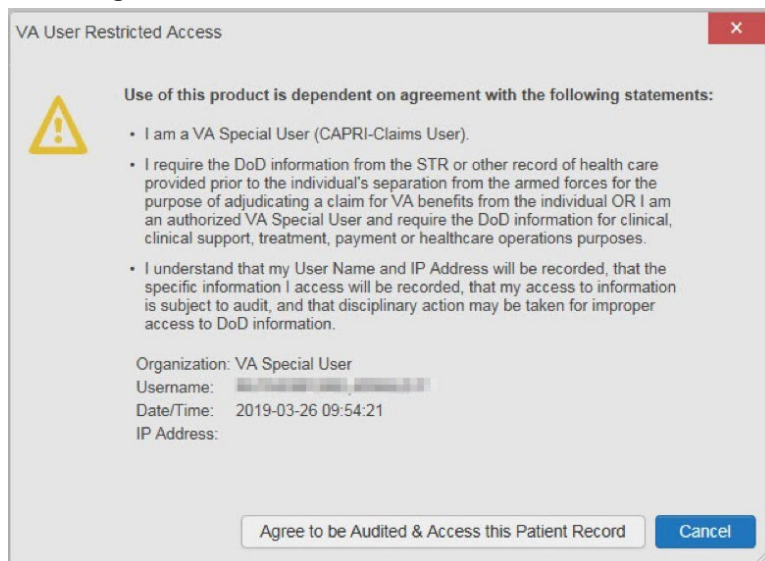 VA User Restricted Access
Use of this product is dependent on agreement with the following statements:
• I am a VA Special User (CAPRI-Claims User).
• I require the DoD information from the STR or other record of health care
provided prior to the individual's separation from the armed forces for the
purpose of adjudicating a claim for VA benefits from the individual OR I am
an authorized VA Special User and require the DoD information for clinical,
clinical support, treatment, payment or healthcare operations purposes.
• I understand that my User Name and IP Address will be recorded, that the
specific information I access will be recorded, that my access to information
is subject to audit, and that disciplinary action may be taken for improper
access to DoD information.
Organization: VA Special User
Username:
Date/Time: 2019-03-26 09:54:21
IP Address:
Agree to be Audited & Access this Patient Record
Cancel